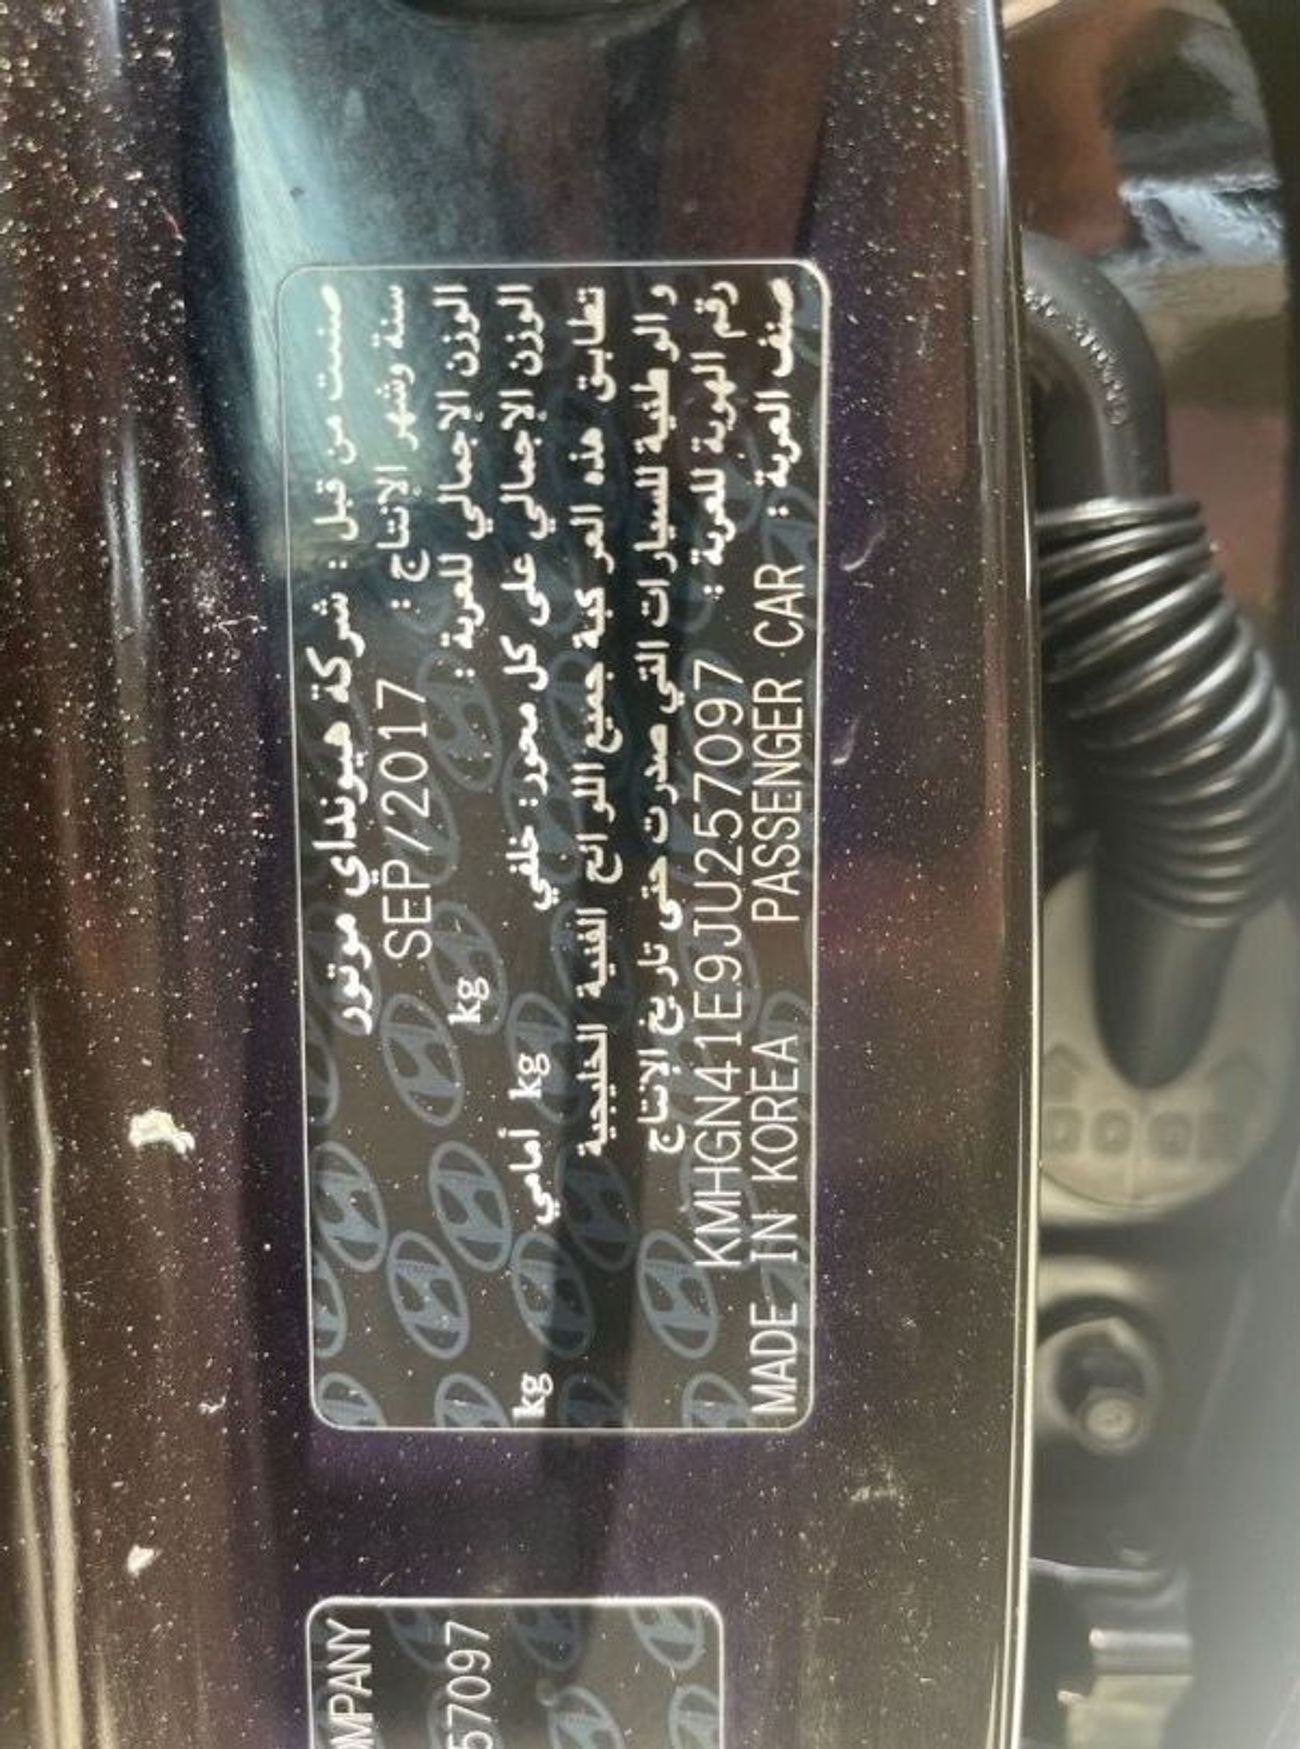 صنعت من قبل : شركة هيونداي موتور
سنة وشهر الإنتاج : SEP/2017
الوزن الإجمالي للعربة : kg
الوزن الإجمالي على كل محور: خلفي kg أمامي kg
تطابق هذه المركبة جميع اللوائح الفنية الخليجية
و الوطنية للسيارات التي صدرت حتى تاريخ الإنتاج
رقم الهوية للعربة : KMHGN41E9JU257097
صنف العربة : PASSENGER CAR MADE IN KOREA
OMPANY
57097